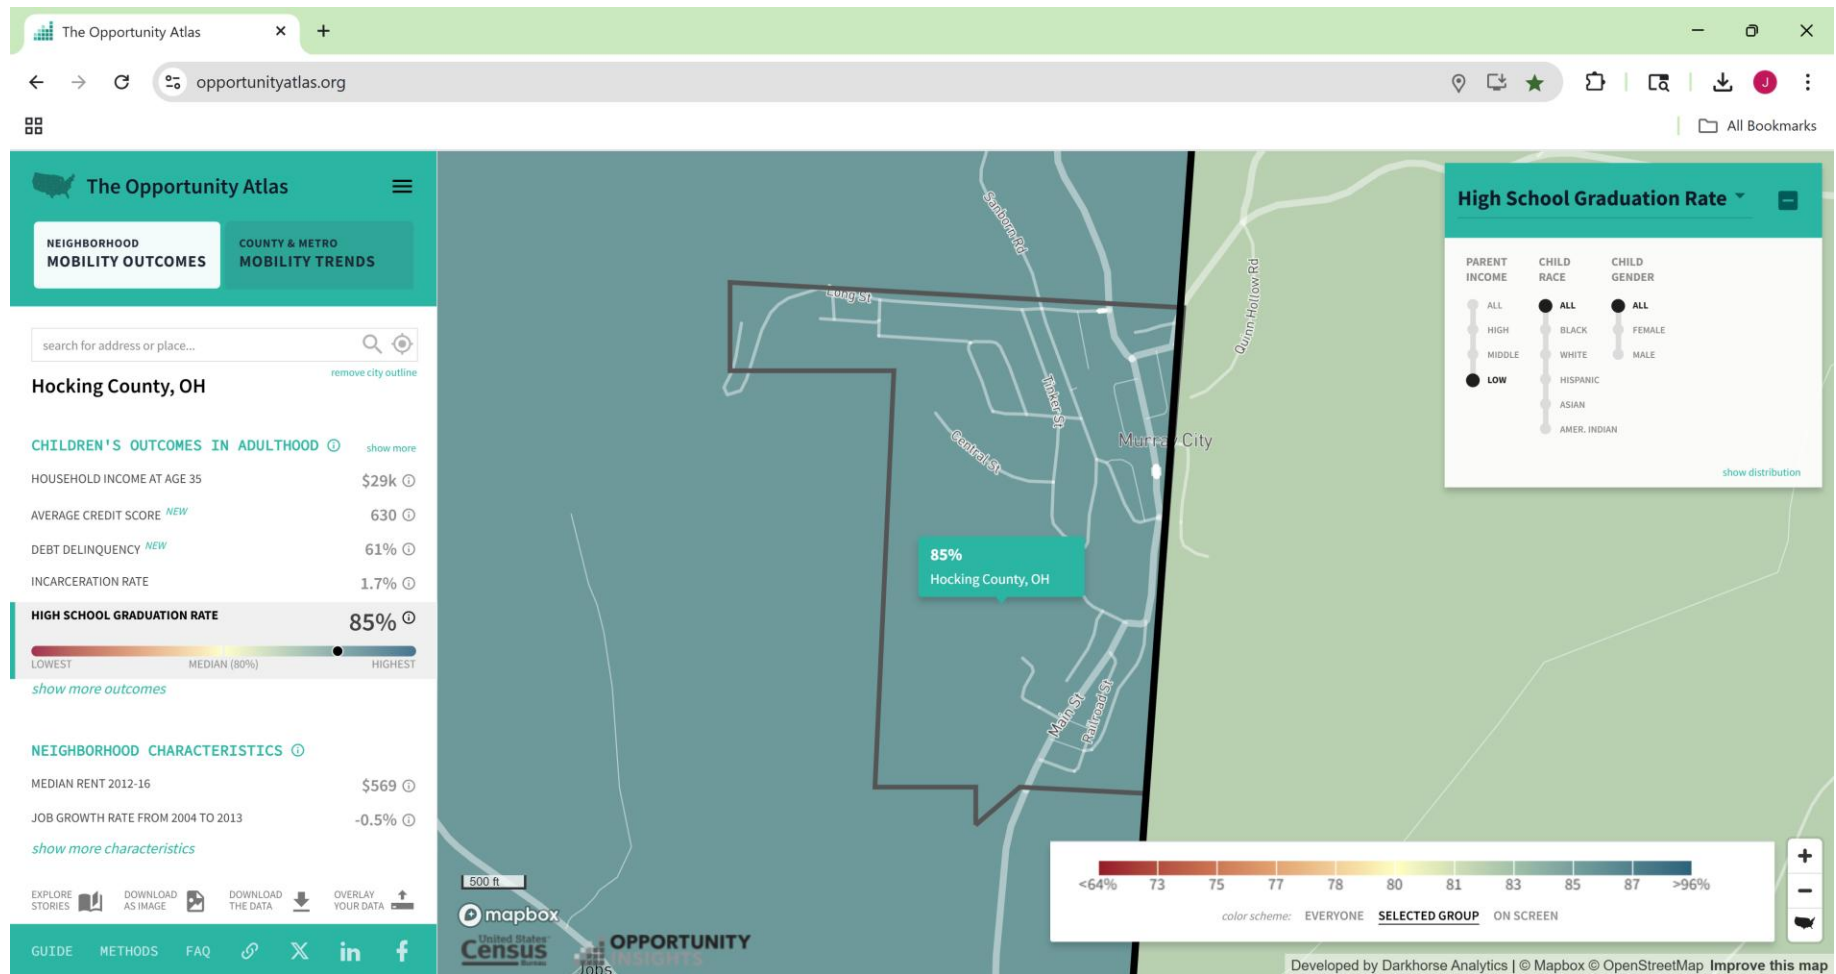 The Opportunity Atlas
opportunityatlas.org
J
All Bookmarks
The Opportunity Atlas
NEIGHBORHOOD
MOBILITY OUTCOMES
COUNTY & METRO
MOBILITY TRENDS
search for address or place...
remove city outline
Hocking County, OH
CHILDREN'S OUTCOMES IN ADULTHOOD
show more
HOUSEHOLD INCOME AT AGE 35 $29k
AVERAGE CREDIT SCORE NEW 630
DEBT DELINQUENCY NEW 61%
INCARCERATION RATE 1.7%
HIGH SCHOOL GRADUATION RATE 85%
LOWEST MEDIAN (80%) HIGHEST
show more outcomes
NEIGHBORHOOD CHARACTERISTICS
MEDIAN RENT 2012-16 $569
JOB GROWTH RATE FROM 2004 TO 2013 -0.5%
show more characteristics
EXPLORE STORIES
DOWNLOAD AS IMAGE
DOWNLOAD THE DATA
OVERLAY YOUR DATA
GUIDE METHODS FAQ
Sanborn Rd
Long St
Quinn Hollow Rd
Tinker St
Central St
Murray City
85%
Hocking County, OH
Main St
Railroad St
500 ft
mapbox
United States
Census
Bureau
OPPORTUNITY
INSIGHTS
Jobs
High School Graduation Rate
PARENT INCOME
ALL
HIGH
MIDDLE
LOW
CHILD RACE
ALL
BLACK
WHITE
HISPANIC
ASIAN
AMER. INDIAN
CHILD GENDER
ALL
FEMALE
MALE
show distribution
<64% 73 75 77 78 80 81 83 85 87 >96%
color scheme: EVERYONE SELECTED GROUP ON SCREEN
Developed by Darkhorse Analytics | © Mapbox © OpenStreetMap Improve this map